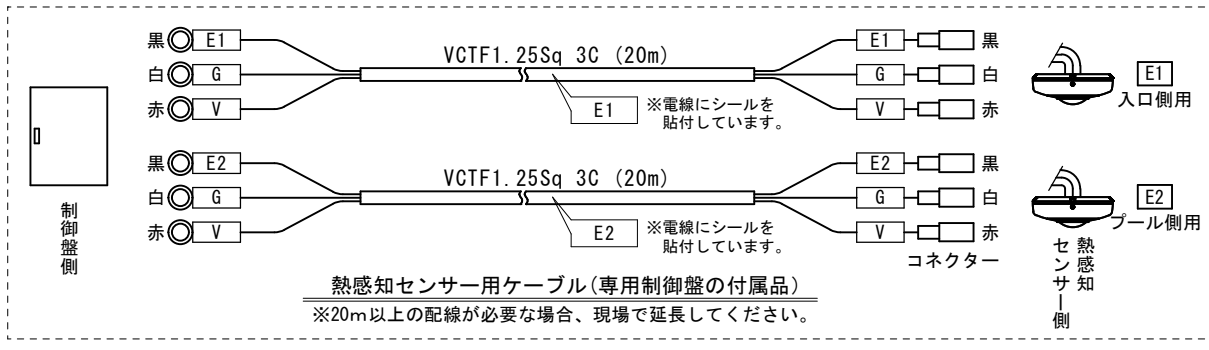 黒 E1
白 G
赤 V
VCTF1.25Sq 3C (20m)
E1
※電線にシールを
貼付しています。
E1 黒
G 白
V 赤
E1
入口側用
黒 E2
白 G
赤 V
VCTF1.25Sq 3C (20m)
E2
※電線にシールを
貼付しています。
E2 黒
G 白
V 赤
コネクター
E2
プール側用
制御盤側
熱感知
センサー側
熱感知センサー用ケーブル(専用制御盤の付属品)
※20m以上の配線が必要な場合、現場で延長してください。